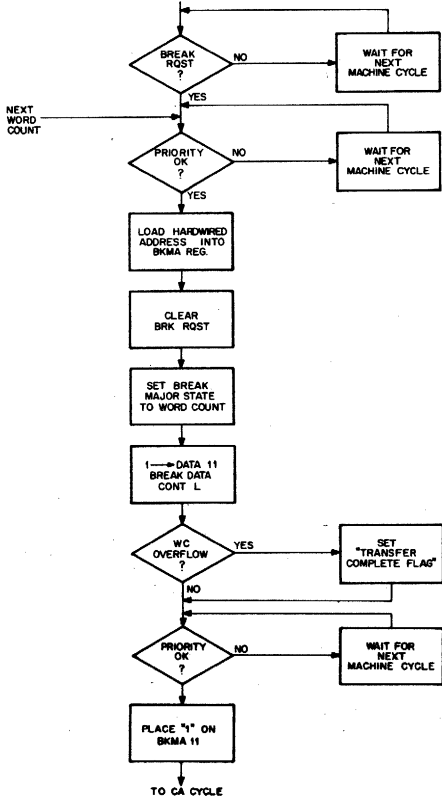 BREAK
RQST
?
NO
WAIT FOR
NEXT
MACHINE CYCLE
YES
NEXT
WORD
COUNT
PRIORITY
OK
?
NO
WAIT FOR
NEXT
MACHINE CYCLE
YES
LOAD HARDWIRED
ADDRESS INTO
BKMA REG.
CLEAR
BRK RQST
SET BREAK
MAJOR STATE
TO WORD COUNT
1→DATA 11
BREAK DATA
CONT L
WC
OVERFLOW
?
YES
SET
"TRANSFER
COMPLETE FLAG"
NO
PRIORITY
OK
?
NO
WAIT FOR
NEXT
MACHINE CYCLE
PLACE "1" ON
BKMA 11
TO CA CYCLE